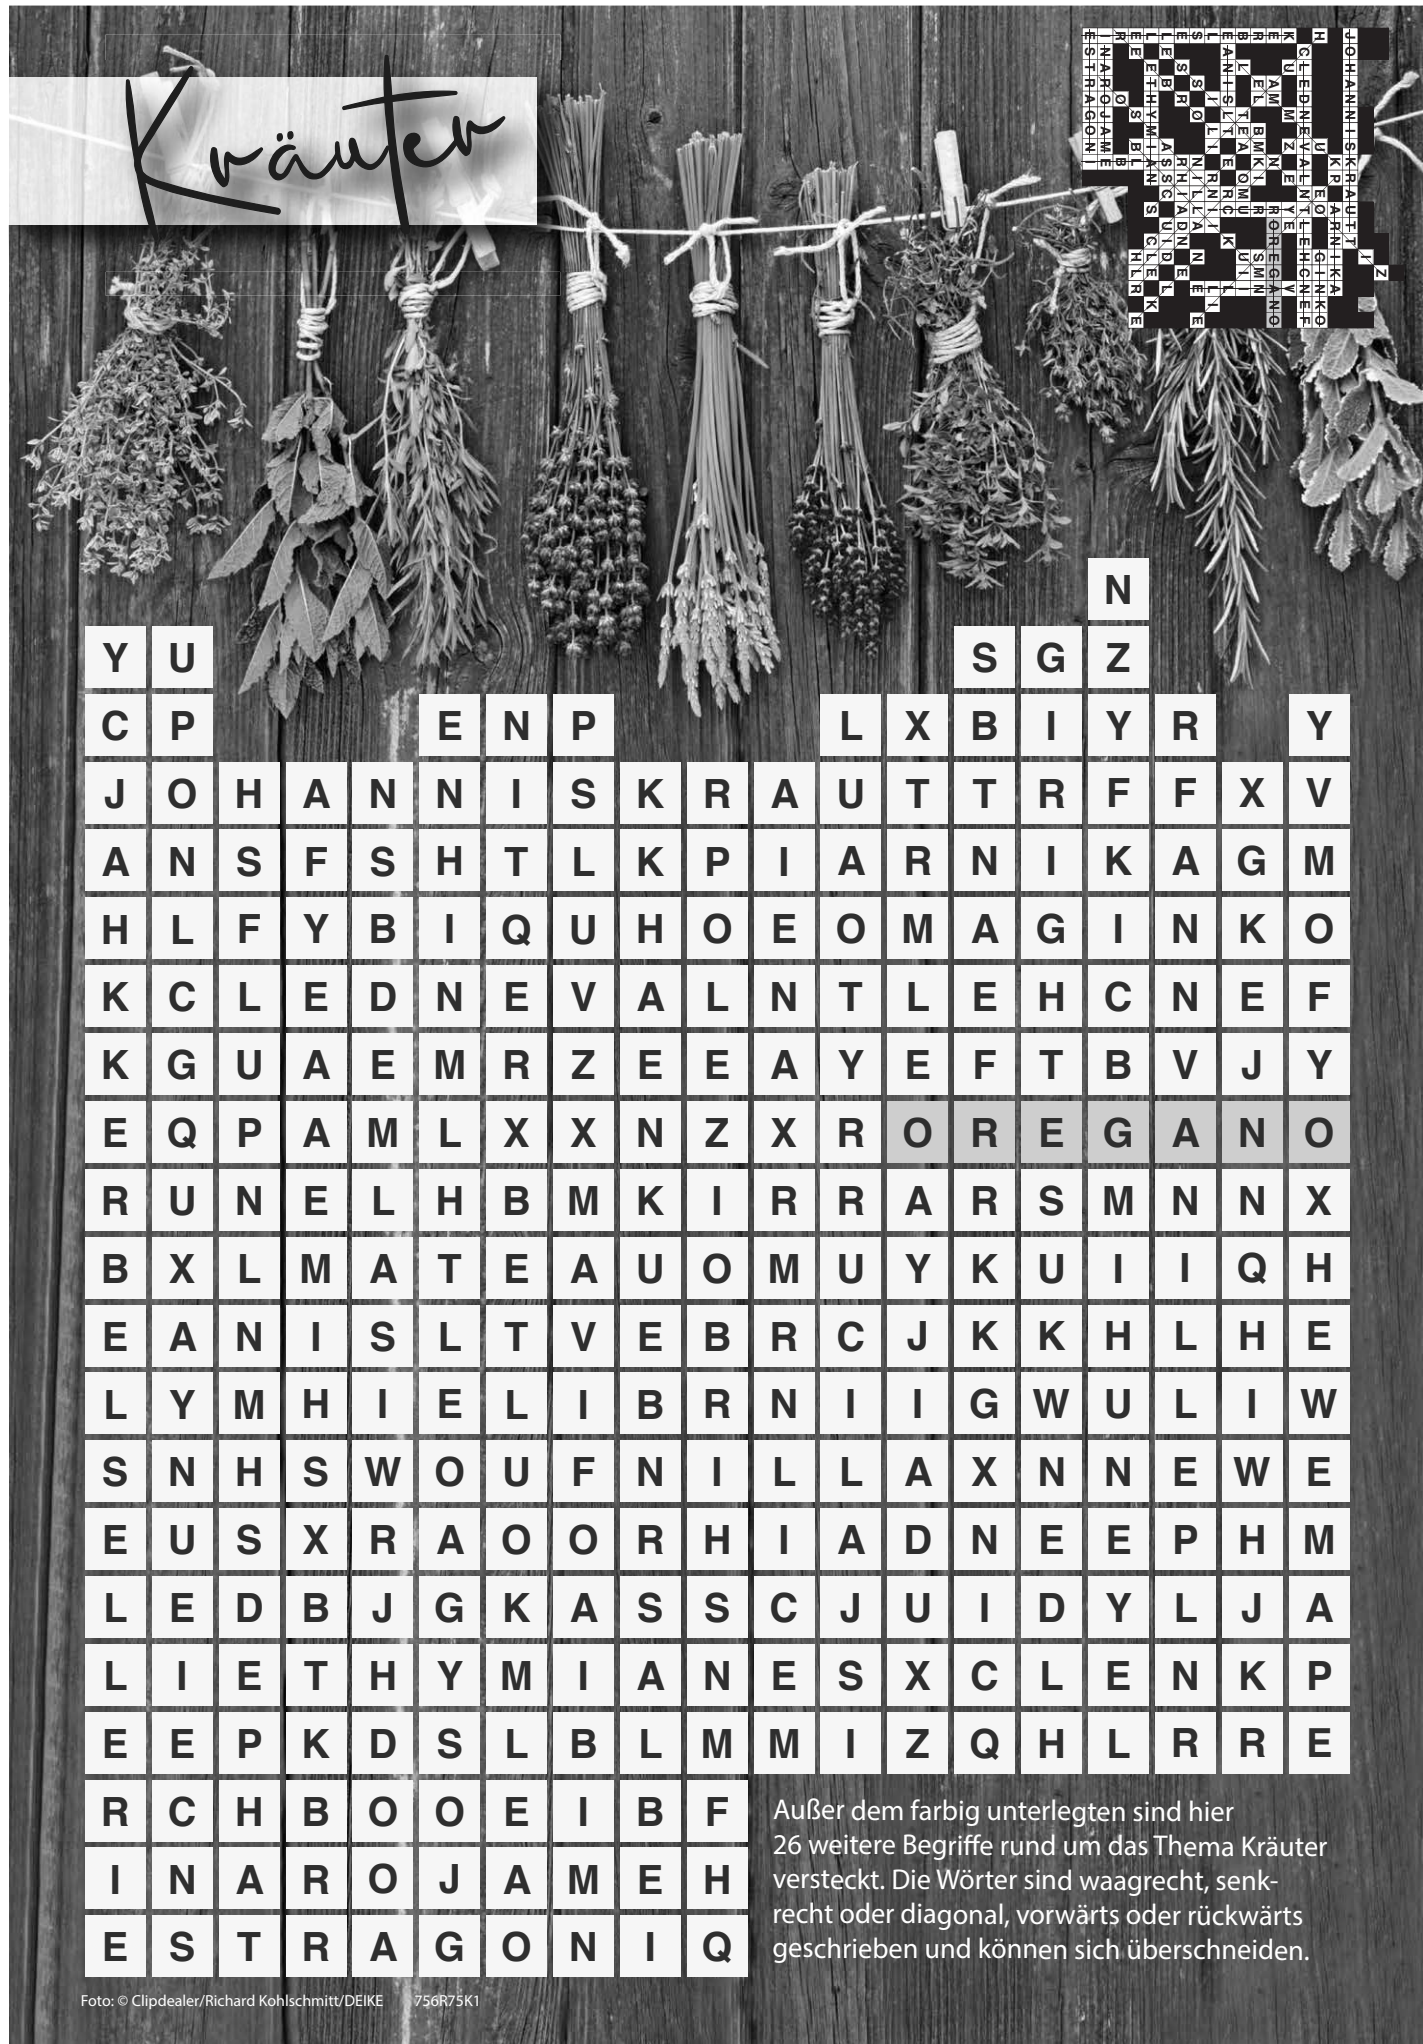 Kräuter
N
Y U S G Z
C P E N P L X B I Y R Y
J O H A N N I S K R A U T T R F F X V
A N S F S H T L K P I A R N I K A G M
H L F Y B I Q U H O E O M A G I N K O
K C L E D N E V A L N T L E H C N E F
K G U A E M R Z E E A Y E F T B V J Y
E Q P A M L X X N Z X R O R E G A N O
R U N E L H B M K I R R A R S M N N X
B X L M A T E A U O M U Y K U I I Q H
E A N I S L T V E B R C J K K H L H E
L Y M H I E L I B R N I I G W U L I W
S N H S W O U F N I L L A X N N E W E
E U S X R A O O R H I A D N E E P H M
L E D B J G K A S S C J U I D Y L J A
L I E T H Y M I A N E S X C L E N K P
E E P K D S L B L M M I Z Q H L R R E
R C H B O O E I B F
I N A R O J A M E H
E S T R A G O N I Q
Außer dem farbig unterlegten sind hier
26 weitere Begriffe rund um das Thema Kräuter
versteckt. Die Wörter sind waagrecht, senk-
recht oder diagonal, vorwärts oder rückwärts
geschrieben und können sich überschneiden.
Foto: © Clipdealer/Richard Kohlschmitt/DEIKE 756R75K1